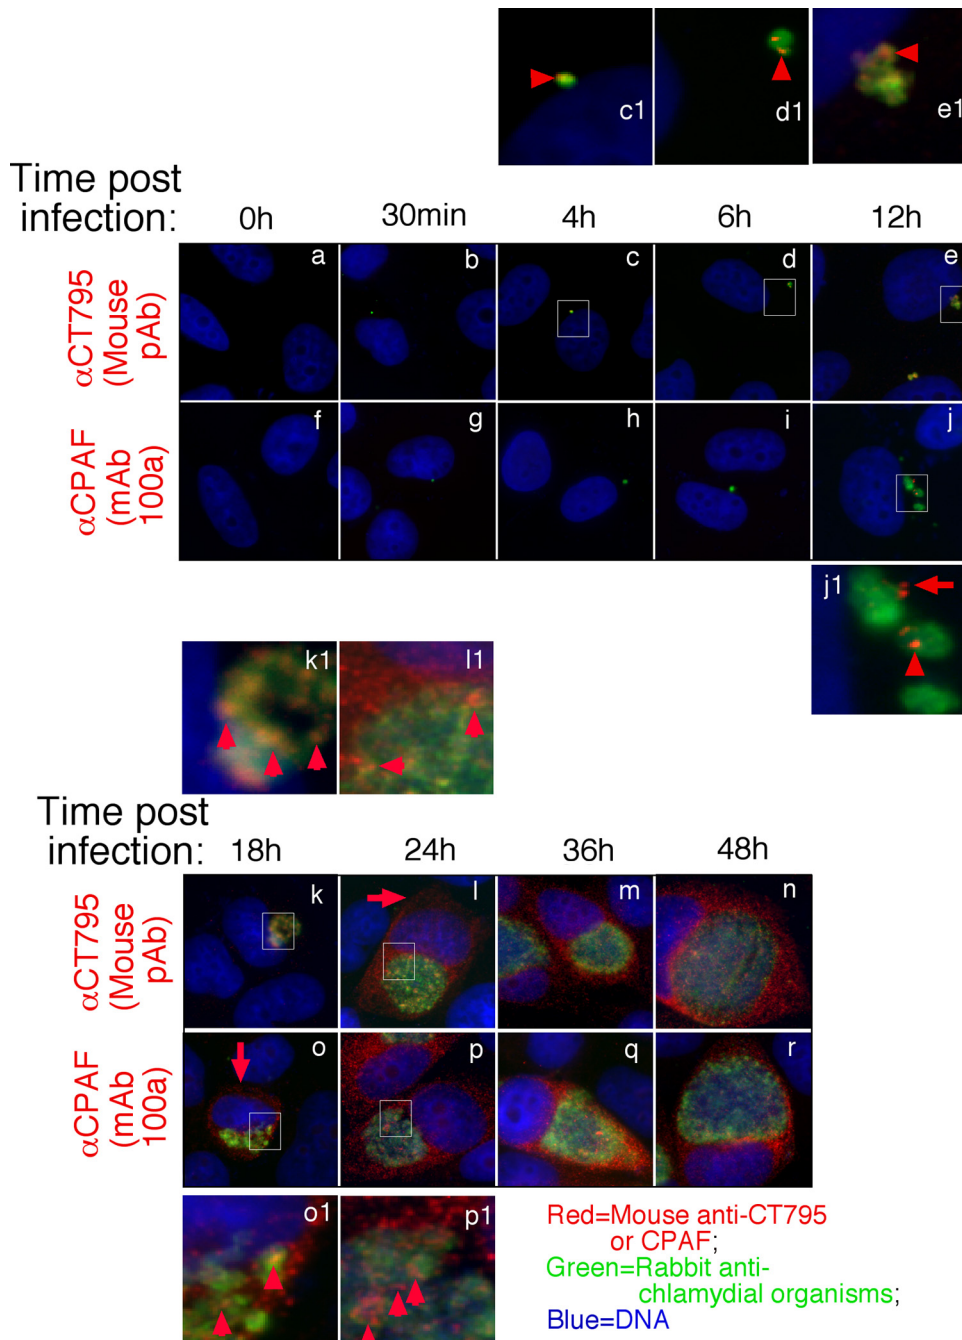 c1
d1
e1
Time post
infection:
0h
30min
4h
6h
12h
αCT795
(Mouse
pAb)
a
b
c
d
e
αCPAF
(mAb
100a)
f
g
h
i
j
j1
k1
l1
Time post
infection:
18h
24h
36h
48h
αCT795
(Mouse
pAb)
k
l
m
n
αCPAF
(mAb
100a)
o
p
q
r
o1
p1
Red=Mouse anti-CT795
or CPAF;
Green=Rabbit anti-
chlamydial organisms;
Blue=DNA